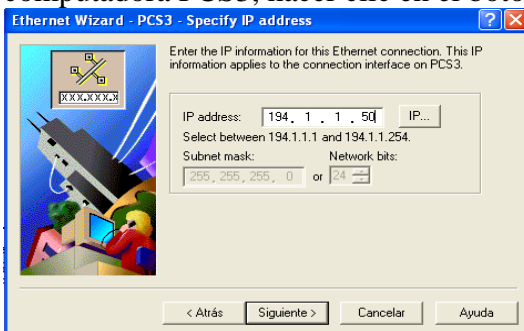 computadora PCS3, hacer clic en el boto
Ethernet Wizard - PCS3 - Specify IP address
Enter the IP information for this Ethernet connection. This IP
information applies to the connection interface on PCS3.
XXX.XXX.X
IP address: 194 . 1 . 1 . 50 IP...
Select between 194.1.1.1 and 194.1.1.254.
Subnet mask: Network bits:
255 . 255 . 255 . 0 or 24
< Atrás Siguiente > Cancelar Ayuda